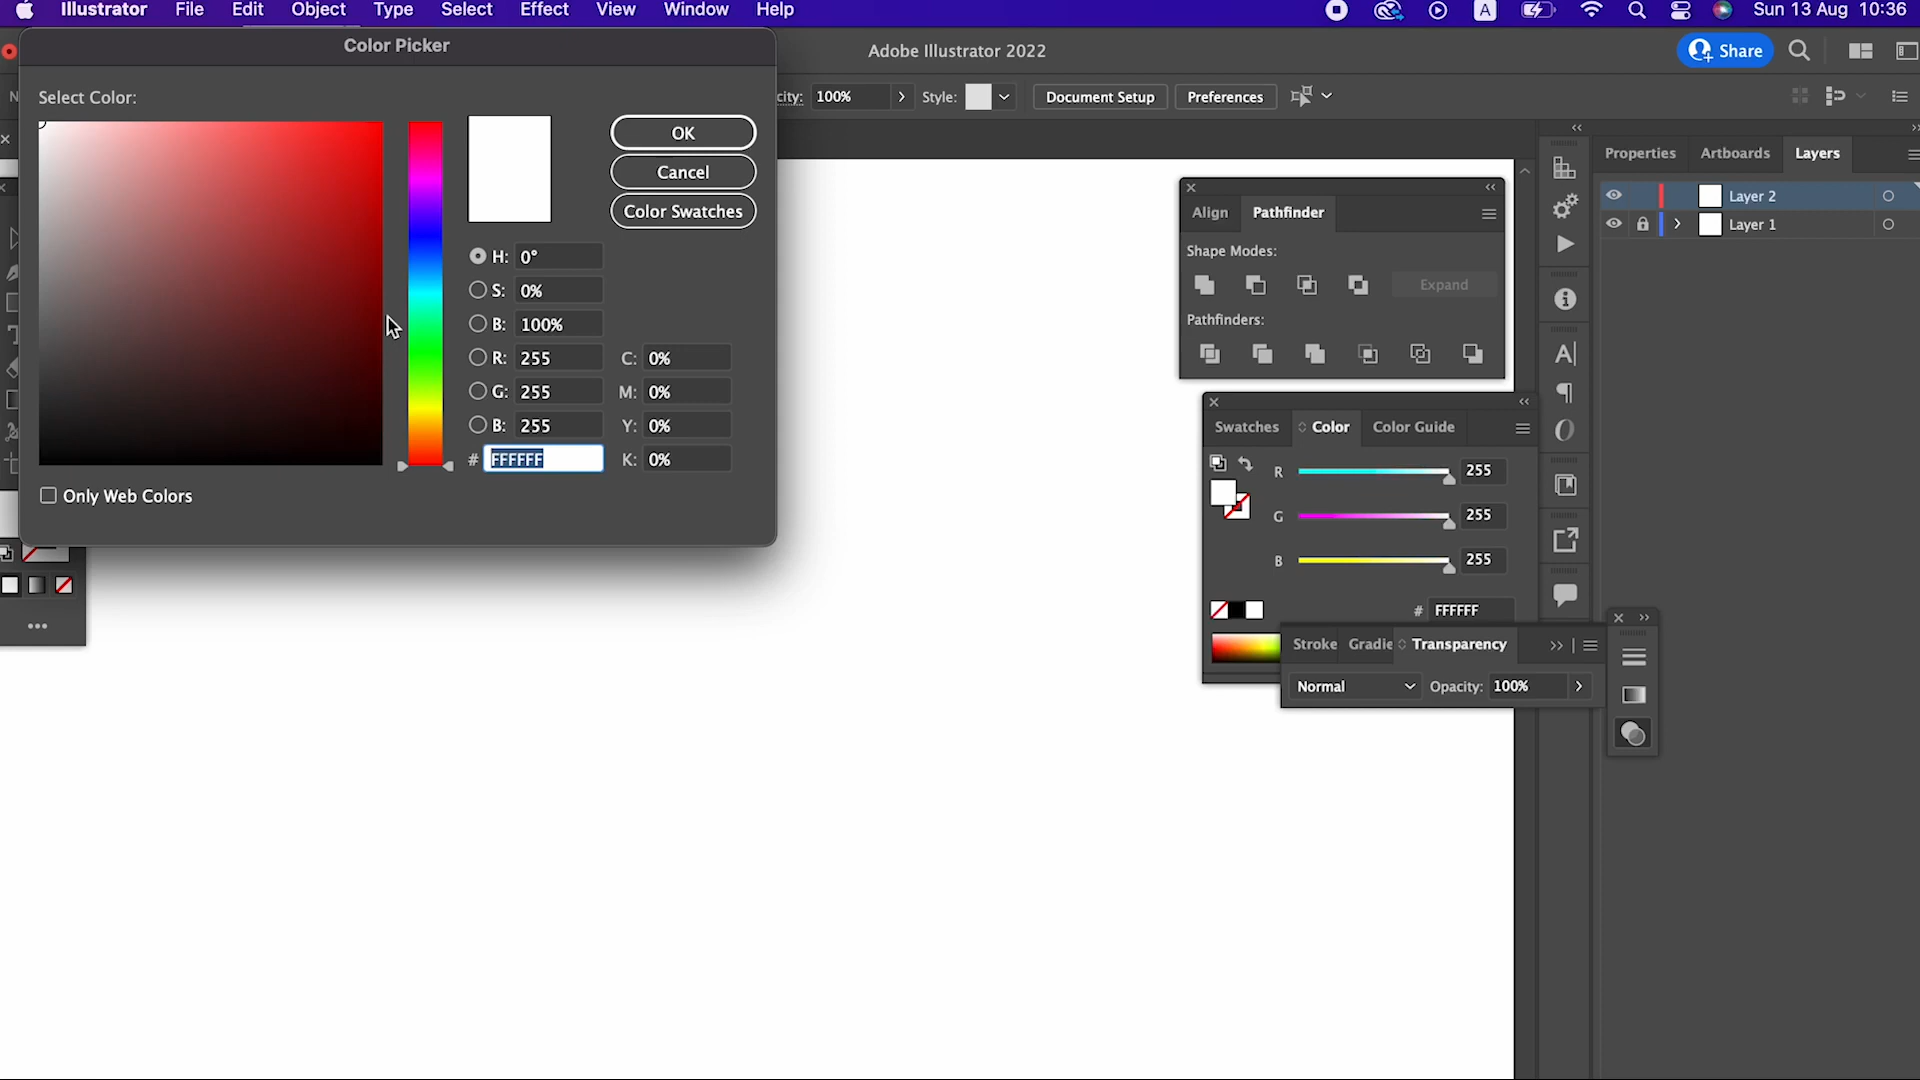 Illustrator File Edit Object Type Select Effect View Window Help A Sun 13 Aug 10:36
Color Picker
Adobe Illustrator 2022
Share
Select Color:
city: 100% Style: Document Setup Preferences
OK
Cancel
Color Swatches
Properties Artboards Layers
Layer 2
Layer 1
Align Pathfinder
Shape Modes:
Expand
Pathfinders:
H: 0°
S: 0%
B: 100%
R: 255 C: 0%
G: 255 M: 0%
B: 255 Y: 0%
# FFFFFF K: 0%
Only Web Colors
Swatches Color Color Guide
R 255
G 255
B 255
# FFFFFF
Stroke Gradie Transparency
Normal Opacity: 100%